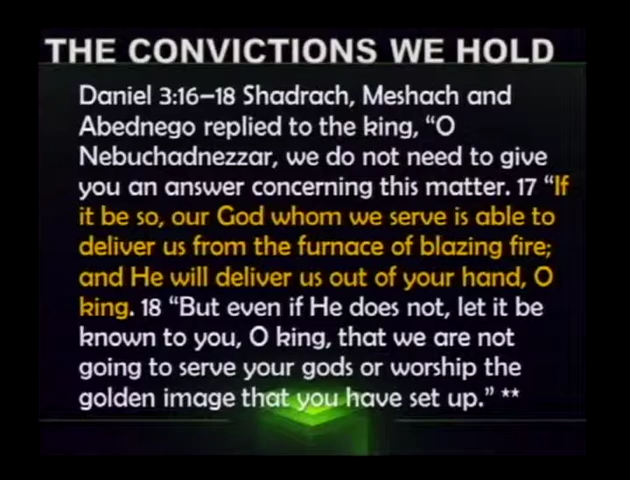 THE CONVICTIONS WE HOLD
Daniel 3:16–18 Shadrach, Meshach and
Abednego replied to the king, “O
Nebuchadnezzar, we do not need to give
you an answer concerning this matter. 17 “If
it be so, our God whom we serve is able to
deliver us from the furnace of blazing fire;
and He will deliver us out of your hand, O
king. 18 “But even if He does not, let it be
known to you, O king, that we are not
going to serve your gods or worship the
golden image that you have set up.” **